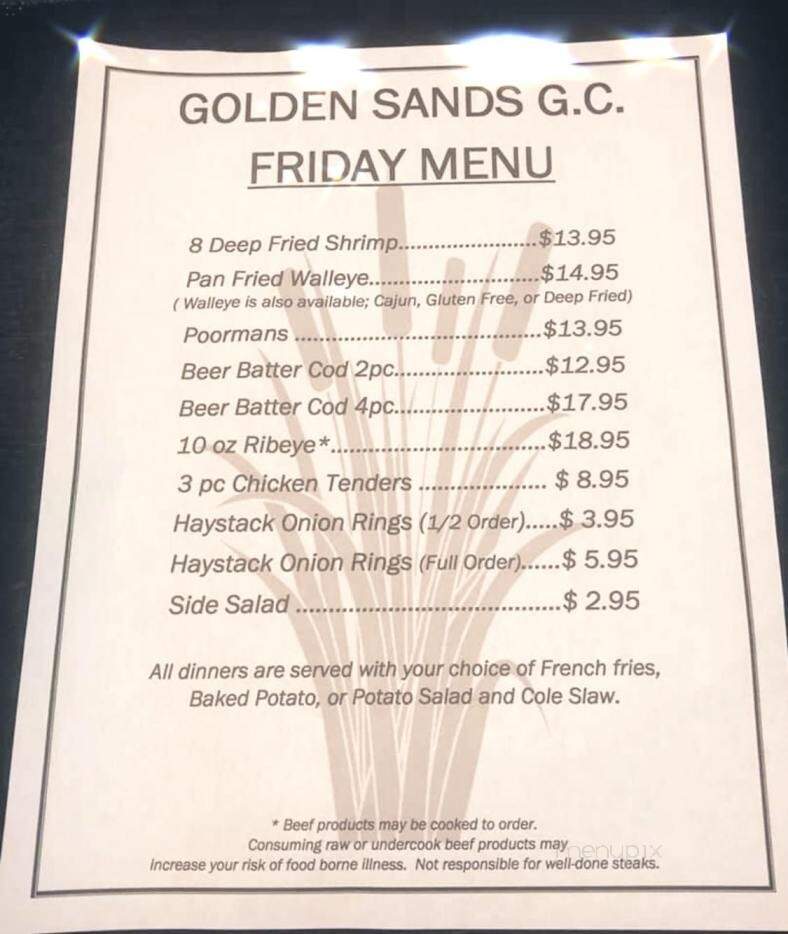 GOLDEN SANDS G.C.
FRIDAY MENU
8 Deep Fried Shrimp........................$13.95
Pan Fried Walleye.............................$14.95
( Walleye is also available; Cajun, Gluten Free, or Deep Fried)
Poormans ..........................................$13.95
Beer Batter Cod 2pc.........................$12.95
Beer Batter Cod 4pc.........................$17.95
10 oz Ribeye*....................................$18.95
3 pc Chicken Tenders ...................... $ 8.95
Haystack Onion Rings (1/2 Order).....$ 3.95
Haystack Onion Rings (Full Order)......$ 5.95
Side Salad ............................................$ 2.95
All dinners are served with your choice of French fries,
Baked Potato, or Potato Salad and Cole Slaw.
* Beef products may be cooked to order.
Consuming raw or undercook beef products may
increase your risk of food borne illness. Not responsible for well-done steaks.
menupix